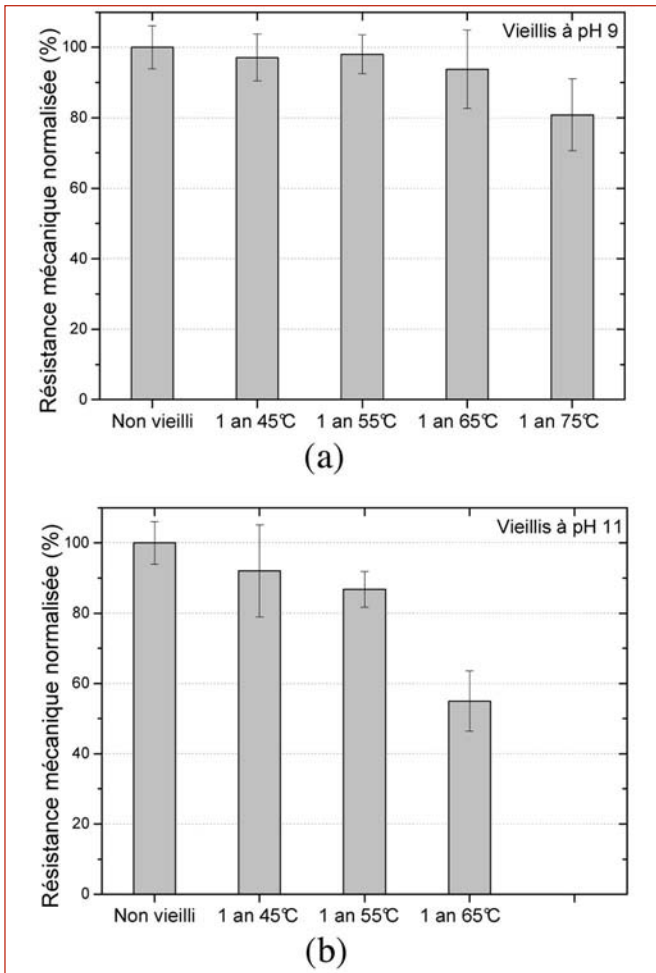 Vieillis à pH 9
Résistance mécanique normalisée (%)
100
80
60
40
20
0
Non vieilli 1 an 45°C 1 an 55°C 1 an 65°C 1 an 75°C
(a)
Vieillis à pH 11
Résistance mécanique normalisée (%)
100
80
60
40
20
0
Non vieilli 1 an 45°C 1 an 55°C 1 an 65°C
(b)